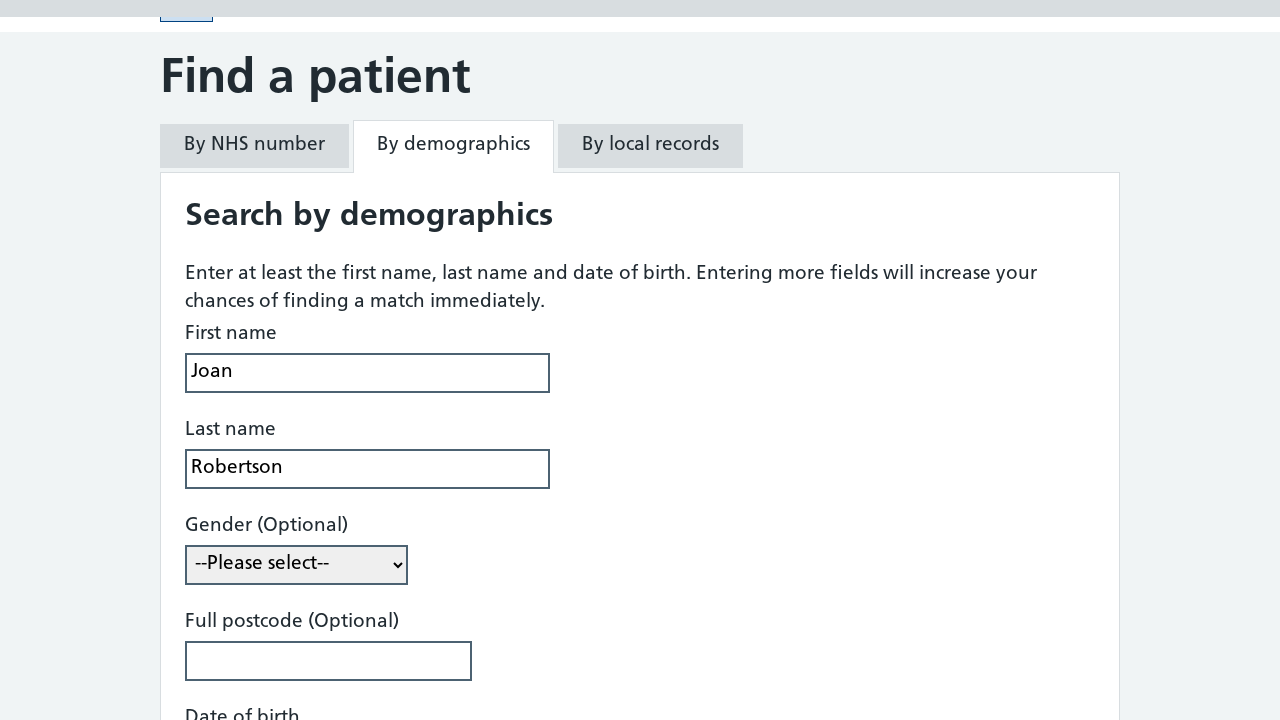 Find a patient
By NHS number
By demographics
By local records
Search by demographics
Enter at least the first name, last name and date of birth. Entering more fields will increase your
chances of finding a match immediately.
First name
Joan
Last name
Robertson
Gender (Optional)
--Please select--
Full postcode (Optional)
Date of birth